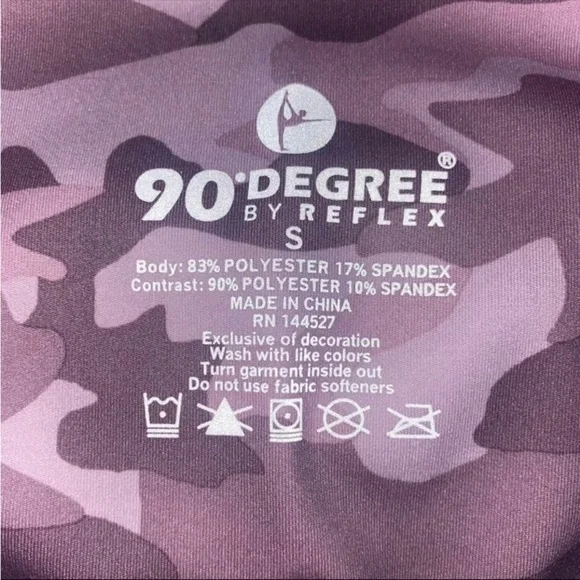 90°DEGREE®
BY REFLEX
S
Body: 83% POLYESTER 17% SPANDEX
Contrast: 90% POLYESTER 10% SPANDEX
MADE IN CHINA
RN 144527
Exclusive of decoration
Wash with like colors
Turn garment inside out
Do not use fabric softeners